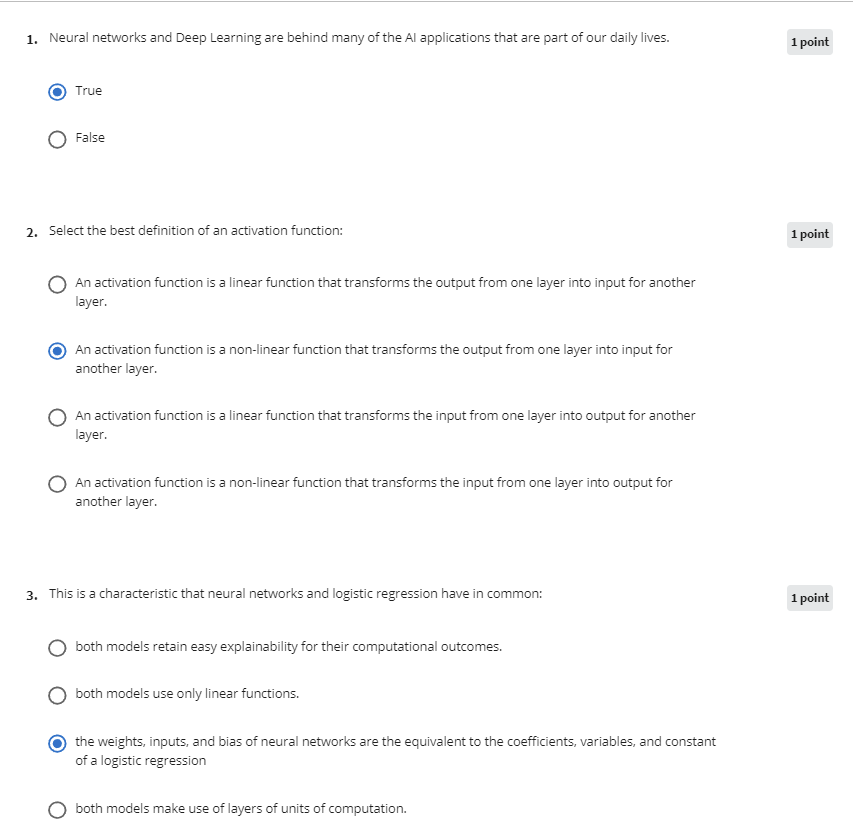 1. Neural networks and Deep Learning are behind many of the AI applications that are part of our daily lives.
1 point
True
False
2. Select the best definition of an activation function:
1 point
An activation function is a linear function that transforms the output from one layer into input for another
layer.
An activation function is a non-linear function that transforms the output from one layer into input for
another layer.
An activation function is a linear function that transforms the input from one layer into output for another
layer.
An activation function is a non-linear function that transforms the input from one layer into output for
another layer.
3. This is a characteristic that neural networks and logistic regression have in common:
1 point
both models retain easy explainability for their computational outcomes.
both models use only linear functions.
the weights, inputs, and bias of neural networks are the equivalent to the coefficients, variables, and constant
of a logistic regression
both models make use of layers of units of computation.